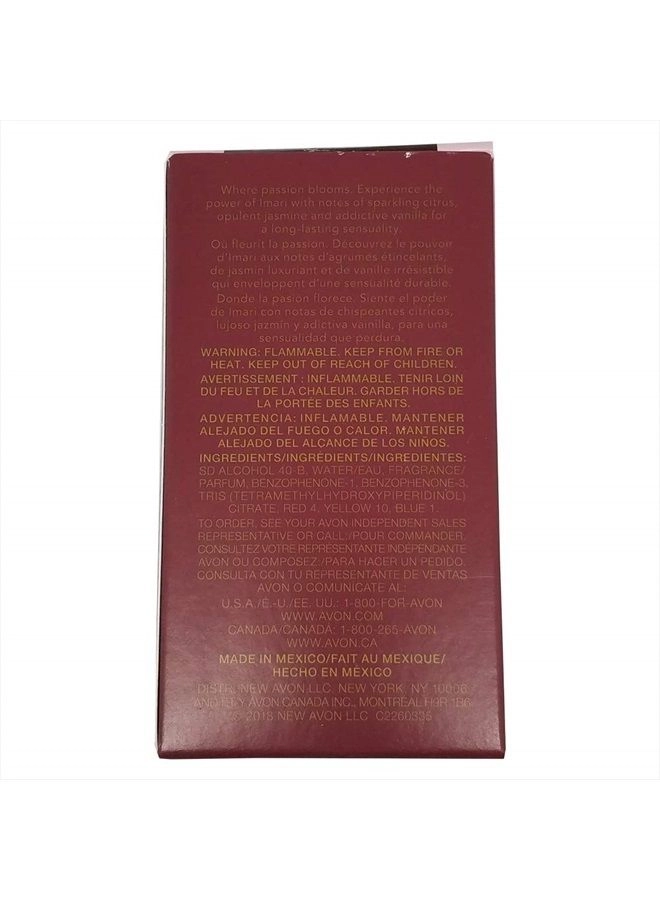 Where passion blooms. Experience the
power of Imari with notes of sparkling citrus,
opulent jasmine and addictive vanilla for
a long-lasting sensuality.
Où fleurit la passion. Découvrez le pouvoir
d'Imari aux notes d'agrumes étincelants,
de jasmin luxuriant et de vanille irrésistible
qui enveloppent d'une sensualité durable.
Donde la pasión florece. Siente el poder
de Imari con notas de chispeantes cítricos,
lujoso jazmín y adictiva vainilla, para una
sensualidad que perdura.
WARNING: FLAMMABLE. KEEP FROM FIRE OR
HEAT. KEEP OUT OF REACH OF CHILDREN.
AVERTISSEMENT : INFLAMMABLE. TENIR LOIN
DU FEU ET DE LA CHALEUR. GARDER HORS DE
LA PORTÉE DES ENFANTS.
ADVERTENCIA: INFLAMABLE. MANTENER
ALEJADO DEL FUEGO O CALOR. MANTENER
ALEJADO DEL ALCANCE DE LOS NIÑOS.
INGREDIENTS/INGRÉDIENTS/INGREDIENTES:
SD ALCOHOL 40-B, WATER/EAU, FRAGRANCE/
PARFUM, BENZOPHENONE-1, BENZOPHENONE-3,
TRIS (TETRAMETHYLHYDROXYPIPERIDINOL)
CITRATE, RED 4, YELLOW 10, BLUE 1.
TO ORDER, SEE YOUR AVON INDEPENDENT SALES
REPRESENTATIVE OR CALL:/POUR COMMANDER,
CONSULTEZ VOTRE REPRÉSENTANTE INDÉPENDANTE
AVON OU COMPOSEZ:/PARA HACER UN PEDIDO,
CONSULTA CON TU REPRESENTANTE DE VENTAS
AVON O COMUNÍCATE AL:
U.S.A./É.-U./EE. UU.: 1-800-FOR-AVON
WWW.AVON.COM
CANADA/CANADÁ: 1-800-265-AVON
WWW.AVON.CA
MADE IN MEXICO/FAIT AU MEXIQUE/
HECHO EN MÉXICO
DISTR. NEW AVON LLC, NEW YORK, NY 10006
AND/ET/Y AVON CANADA INC., MONTRÉAL H9R 1B6
© 2018 NEW AVON LLC C2260335